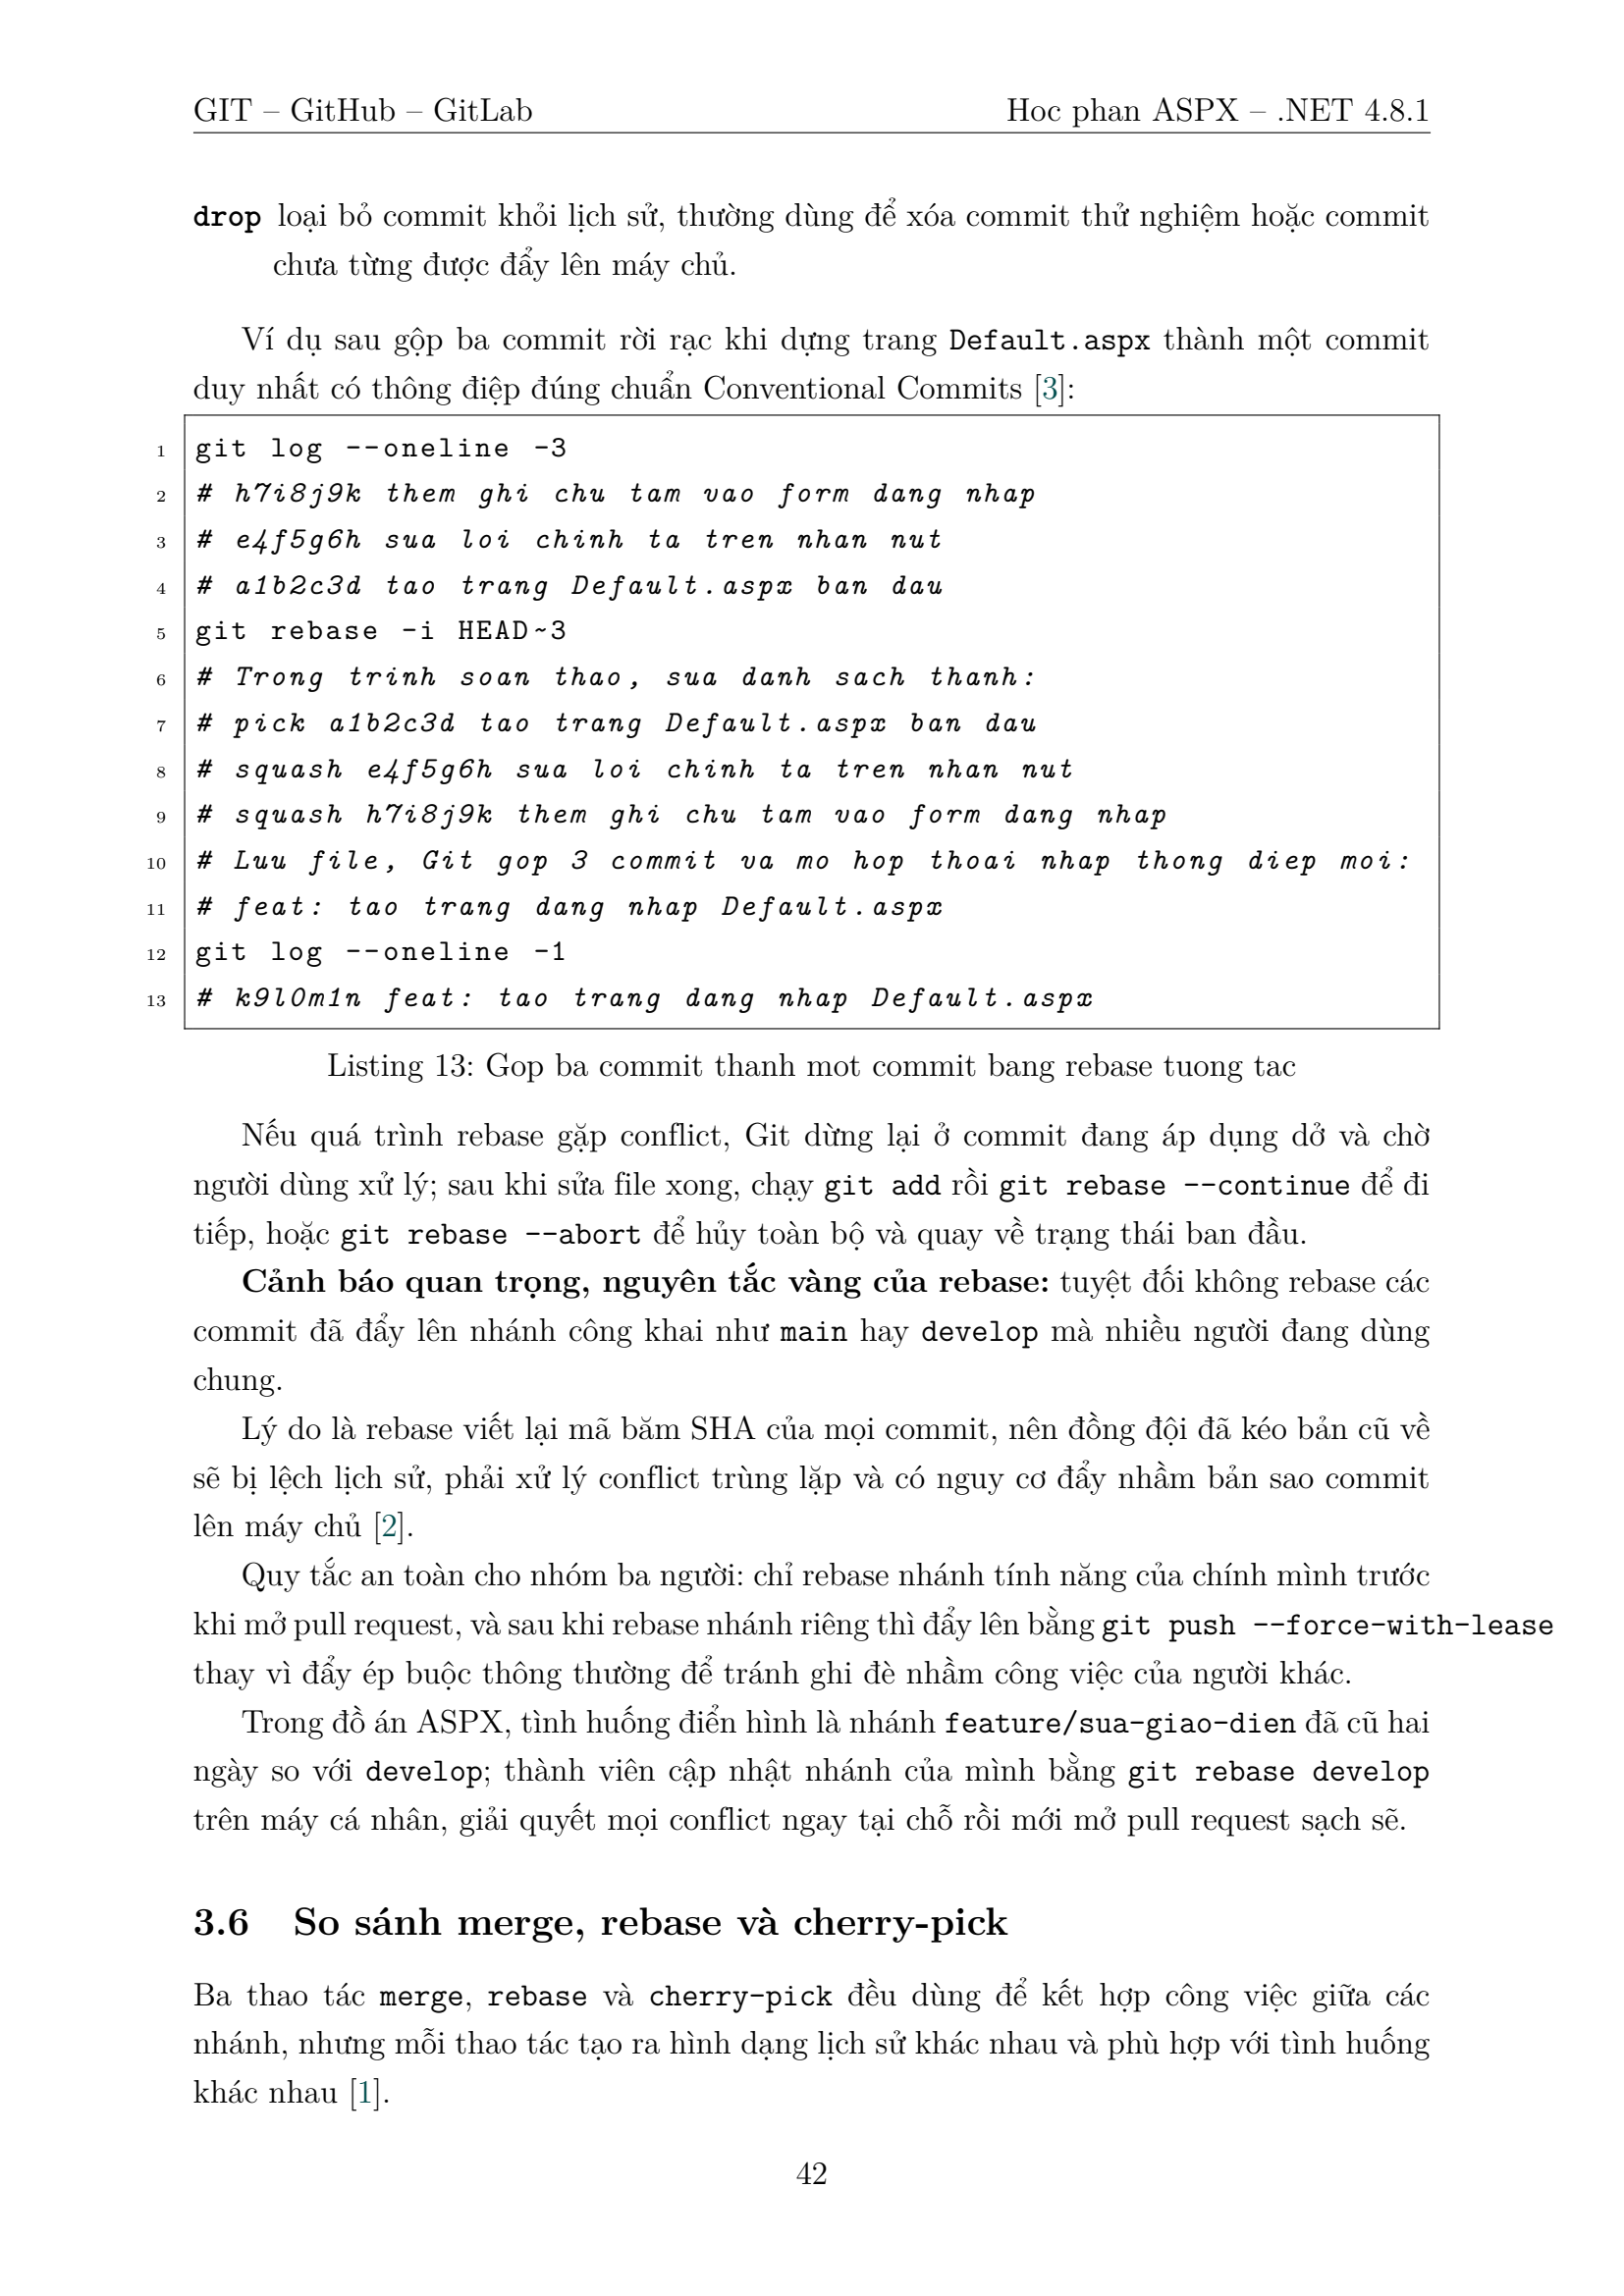 GIT – GitHub – GitLab
Hoc phan ASPX – .NET 4.8.1
drop loại bỏ commit khỏi lịch sử, thường dùng để xóa commit thử nghiệm hoặc commit
chưa từng được đẩy lên máy chủ.
Ví dụ sau gộp ba commit rời rạc khi dựng trang Default.aspx thành một commit
duy nhất có thông điệp đúng chuẩn Conventional Commits [3]:
1 git log --oneline -3
2 # h7i8j9k them ghi chu tam vao form dang nhap
3 # e4f5g6h sua loi chinh ta tren nhan nut
4 # a1b2c3d tao trang Default.aspx ban dau
5 git rebase -i HEAD~3
6 # Trong trinh soan thao, sua danh sach thanh:
7 # pick a1b2c3d tao trang Default.aspx ban dau
8 # squash e4f5g6h sua loi chinh ta tren nhan nut
9 # squash h7i8j9k them ghi chu tam vao form dang nhap
10 # Luu file, Git gop 3 commit va mo hop thoai nhap thong diep moi:
11 # feat: tao trang dang nhap Default.aspx
12 git log --oneline -1
13 # k9l0m1n feat: tao trang dang nhap Default.aspx
Listing 13: Gop ba commit thanh mot commit bang rebase tuong tac
Nếu quá trình rebase gặp conflict, Git dừng lại ở commit đang áp dụng dở và chờ
người dùng xử lý; sau khi sửa file xong, chạy git add rồi git rebase --continue để đi
tiếp, hoặc git rebase --abort để hủy toàn bộ và quay về trạng thái ban đầu.
Cảnh báo quan trọng, nguyên tắc vàng của rebase: tuyệt đối không rebase các
commit đã đẩy lên nhánh công khai như main hay develop mà nhiều người đang dùng
chung.
Lý do là rebase viết lại mã băm SHA của mọi commit, nên đồng đội đã kéo bản cũ về
sẽ bị lệch lịch sử, phải xử lý conflict trùng lặp và có nguy cơ đẩy nhầm bản sao commit
lên máy chủ [2].
Quy tắc an toàn cho nhóm ba người: chỉ rebase nhánh tính năng của chính mình trước
khi mở pull request, và sau khi rebase nhánh riêng thì đẩy lên bằng git push --force-with-lease
thay vì đẩy ép buộc thông thường để tránh ghi đè nhầm công việc của người khác.
Trong đồ án ASPX, tình huống điển hình là nhánh feature/sua-giao-dien đã cũ hai
ngày so với develop; thành viên cập nhật nhánh của mình bằng git rebase develop
trên máy cá nhân, giải quyết mọi conflict ngay tại chỗ rồi mới mở pull request sạch sẽ.
3.6 So sánh merge, rebase và cherry-pick
Ba thao tác merge, rebase và cherry-pick đều dùng để kết hợp công việc giữa các
nhánh, nhưng mỗi thao tác tạo ra hình dạng lịch sử khác nhau và phù hợp với tình huống
khác nhau [1].
42